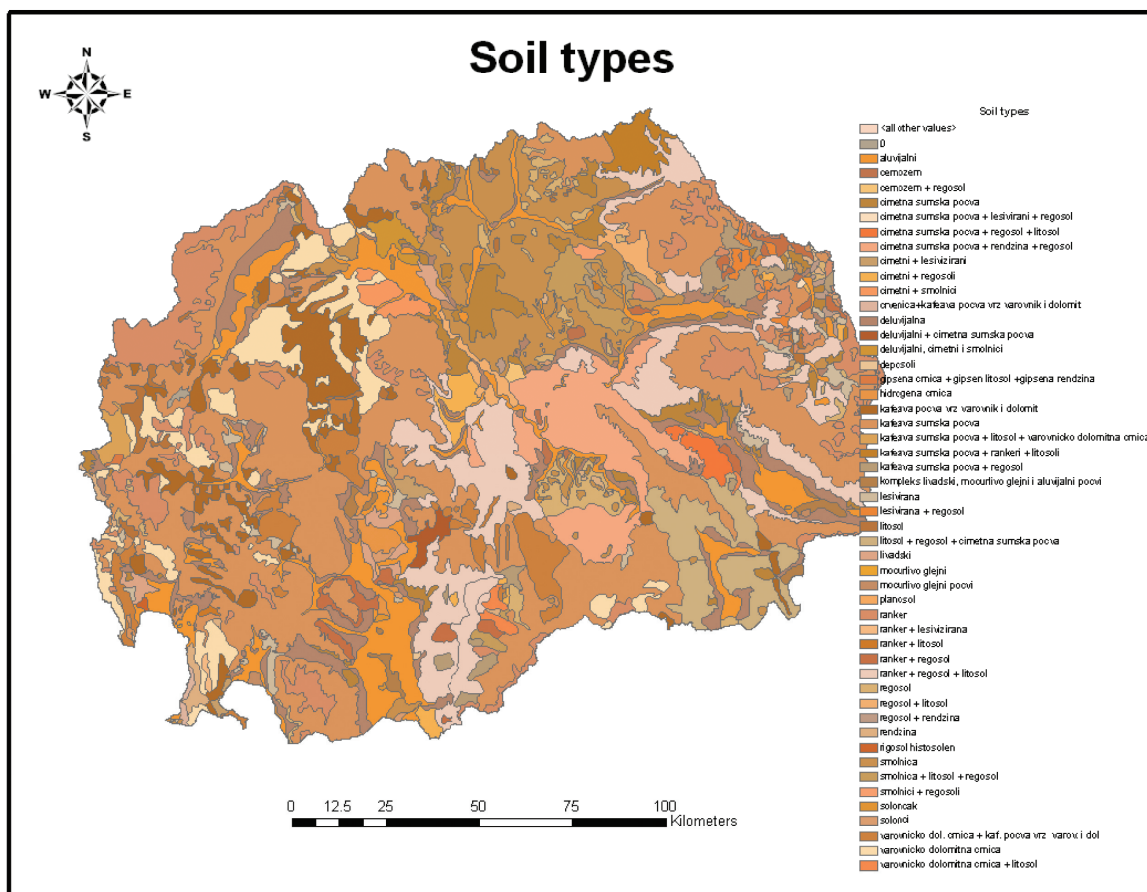 Soil types
N
W E
S
Soil types
<all other values>
0
aluvijalni
cernozem
cernozem + regosol
cimetna sumska pocva
cimetna sumska pocva + lesivirani + regosol
cimetna sumska pocva + regosol + litosol
cimetna sumska pocva + rendzina + regosol
cimetni + lesivizirani
cimetni + regosoli
cimetni + smolnici
crvenica+kafeava pocva vrz varovnik i dolomit
deluvijalna
deluvijalni + cimetna sumska pocva
deluvijalni, cimetni i smolnici
deposoli
gipsena crnica + gipsen litosol +gipsena rendzina
hidrogena crnica
kafeava pocva vrz varovnik i dolomit
kafeava sumska pocva
kafeava sumska pocva + litosol + varovnicko dolomitna crnica
kafeava sumska pocva + rankeri + litosoli
kafeava sumska pocva + regosol
kompleks livadski, mocurlivo glejni i aluvijalni pocvi
lesivirana
lesivirana + regosol
litosol
litosol + regosol + cimetna sumska pocva
livadski
mocurlivo glejni
mocurlivo glejni pocvi
planosol
ranker
ranker + lesivizirana
ranker + litosol
ranker + regosol
ranker + regosol + litosol
regosol
regosol + litosol
regosol + rendzina
rendzina
rigosol histosolen
smolnica
smolnica + litosol + regosol
smolnici + regosoli
soloncak
solonci
varovnicko dol. crnica + kaf. pocva vrz varov. i dol
varovnicko dolomitna crnica
varovnicko dolomitna crnica + litosol
0 12.5 25 50 75 100
Kilometers